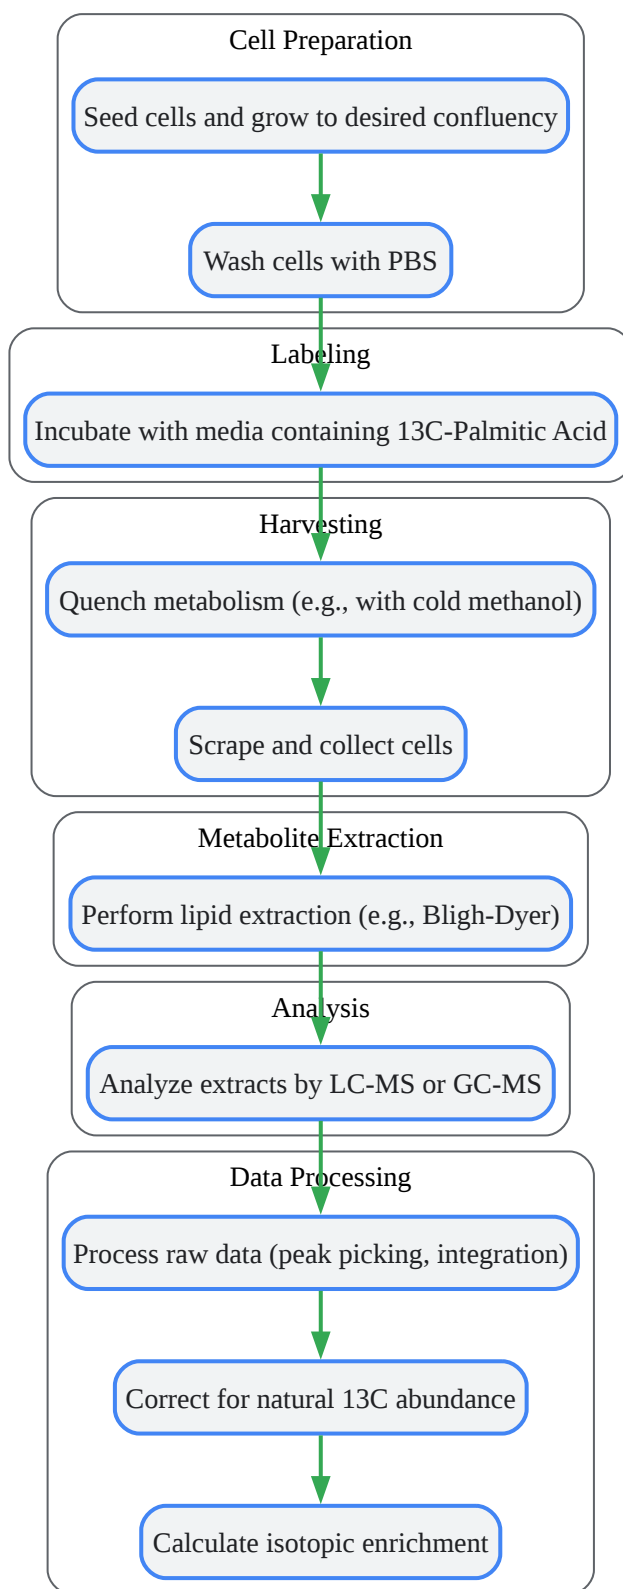 Cell Preparation
Seed cells and grow to desired confluency
Wash cells with PBS
Labeling
Incubate with media containing 13C-Palmitic Acid
Harvesting
Quench metabolism (e.g., with cold methanol)
Scrape and collect cells
Metabolite Extraction
Perform lipid extraction (e.g., Bligh-Dyer)
Analysis
Analyze extracts by LC-MS or GC-MS
Data Processing
Process raw data (peak picking, integration)
Correct for natural 13C abundance
Calculate isotopic enrichment